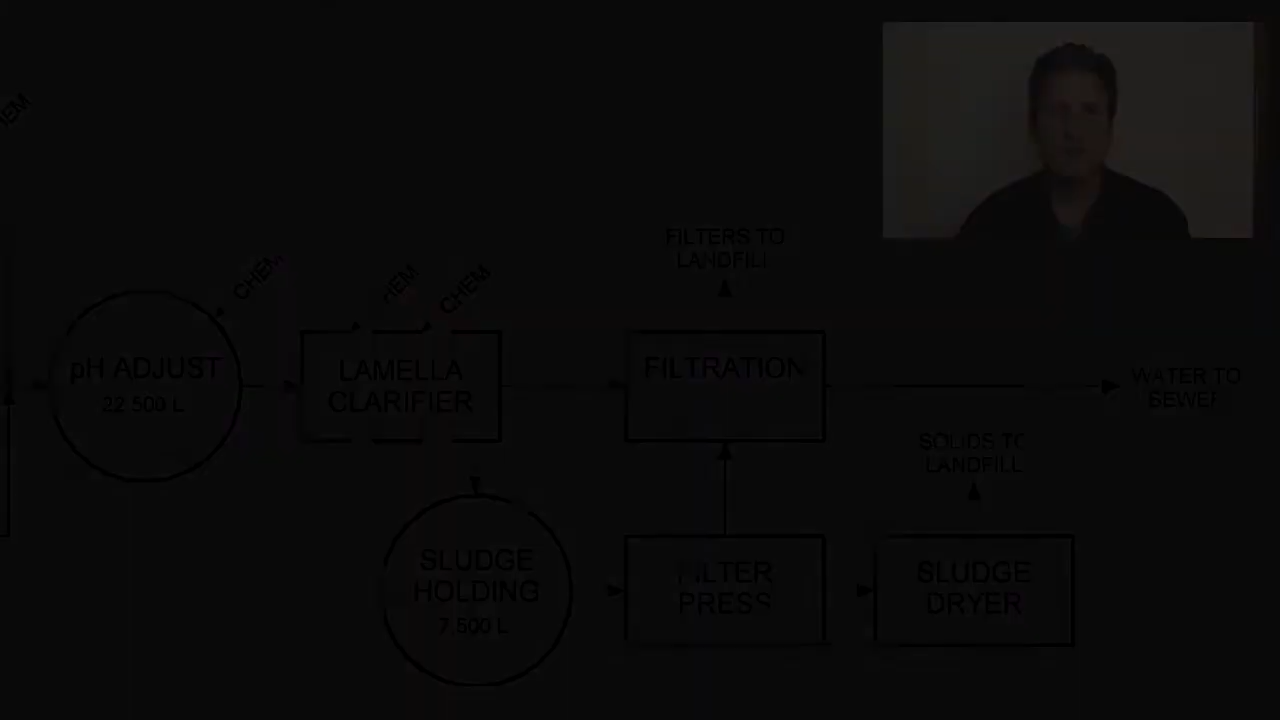 CHEM
pH ADJUST
22 500 L
CHEM
LAMELLA
CLARIFIER
CHEM
FILTERS TO
LANDFILL
FILTRATION
WATER TO
SEWER
SOLIDS TO
LANDFILL
SLUDGE
HOLDING
7 500 L
FILTER
PRESS
SLUDGE
DRYER